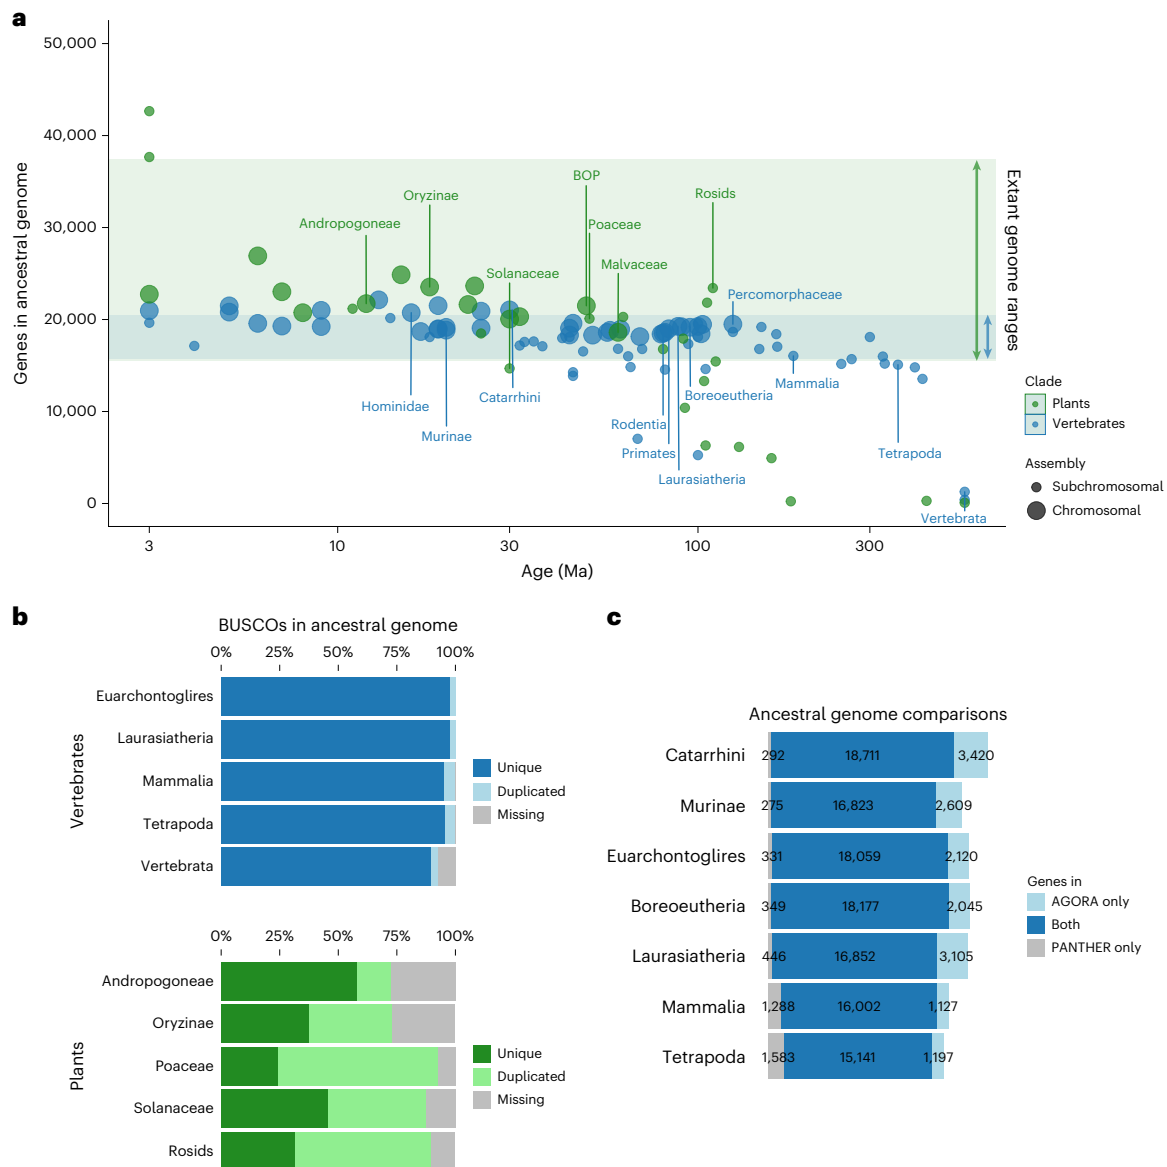 a
50,000
40,000
30,000
20,000
10,000
0
Genes in ancestral genome
Andropogoneae
Oryzinae
Solanaceae
BOP
Poaceae
Malvaceae
Rosids
Percomorphaceae
Hominidae
Murinae
Catarrhini
Rodentia
Primates
Laurasiatheria
Boreoeutheria
Mammalia
Tetrapoda
Vertebrata
Extant genome ranges
Clade
Plants
Vertebrates
Assembly
Subchromosomal
Chromosomal
3 10 30 100 300
Age (Ma)
b
BUSCOs in ancestral genome
0% 25% 50% 75% 100%
Vertebrates
Euarchontoglires
Laurasiatheria
Mammalia
Tetrapoda
Vertebrata
Unique
Duplicated
Missing
0% 25% 50% 75% 100%
Plants
Andropogoneae
Oryzinae
Poaceae
Solanaceae
Rosids
Unique
Duplicated
Missing
c
Ancestral genome comparisons
Catarrhini 292 18,711 3,420
Murinae 275 16,823 2,609
Euarchontoglires 331 18,059 2,120
Boreoeutheria 349 18,177 2,045
Laurasiatheria 446 16,852 3,105
Mammalia 1,288 16,002 1,127
Tetrapoda 1,583 15,141 1,197
Genes in
AGORA only
Both
PANTHER only